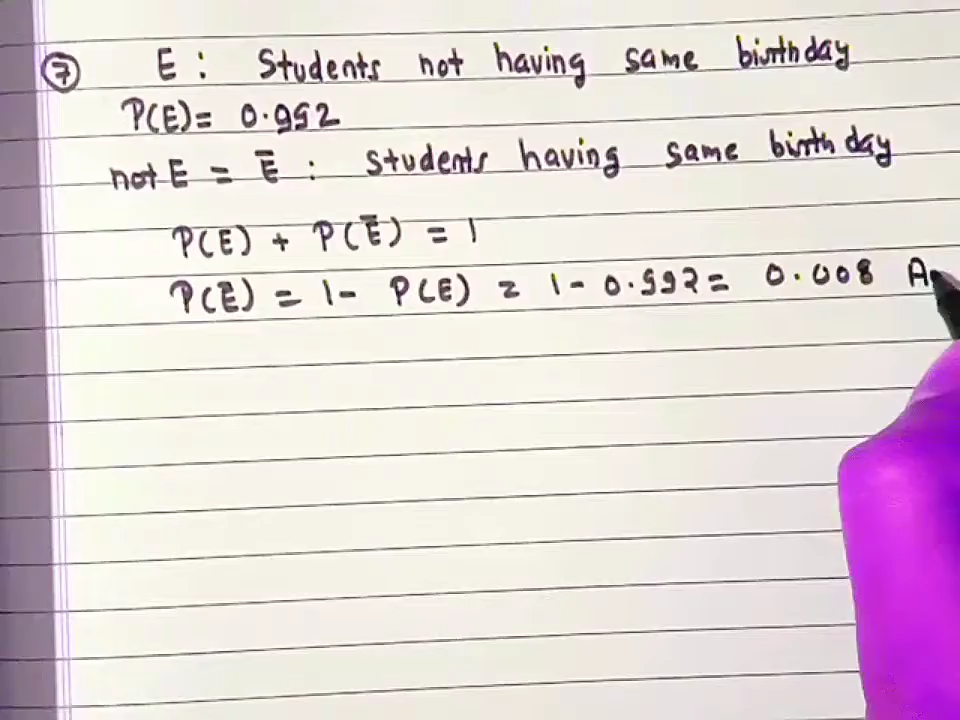 ⑦ E : Students not having same birthday
P(E) = 0.992
not E = E̅ : Students having same birthday
P(E) + P(E̅) = 1
P(E̅) = 1 - P(E) = 1 - 0.992 = 0.008 A